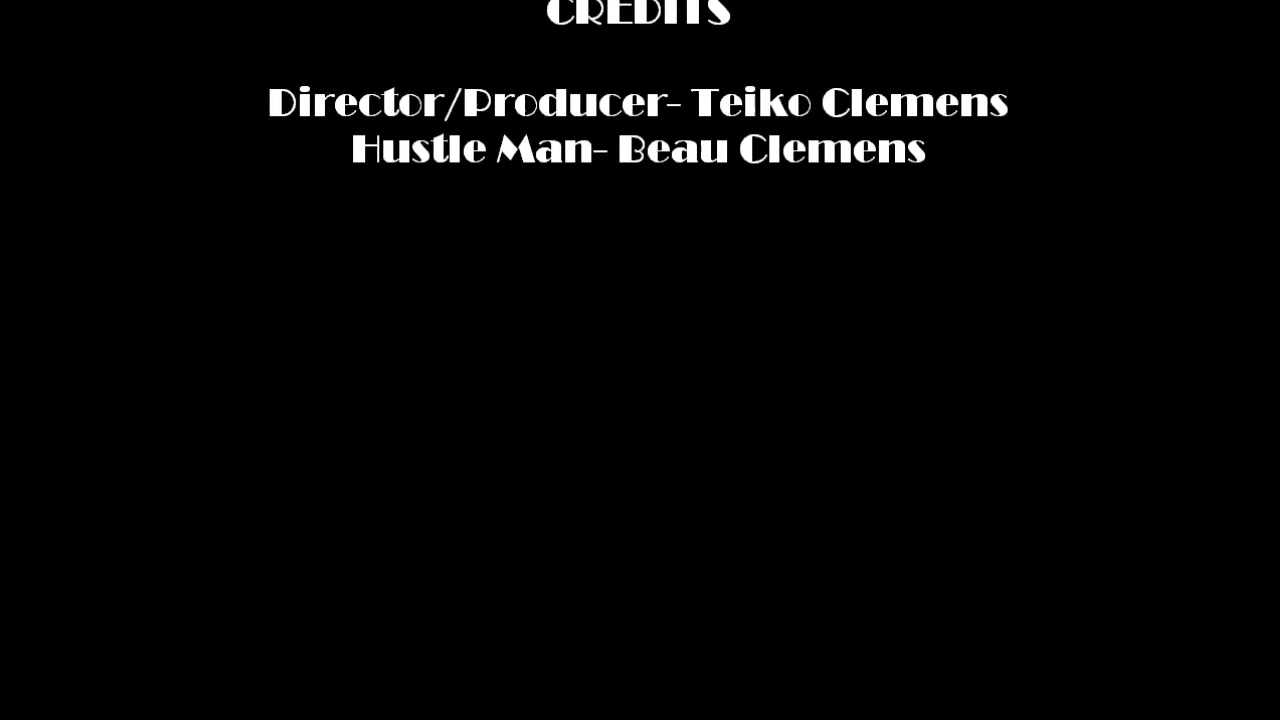 CREDITS
Director/Producer- Teiko Clemens
Hustle Man- Beau Clemens